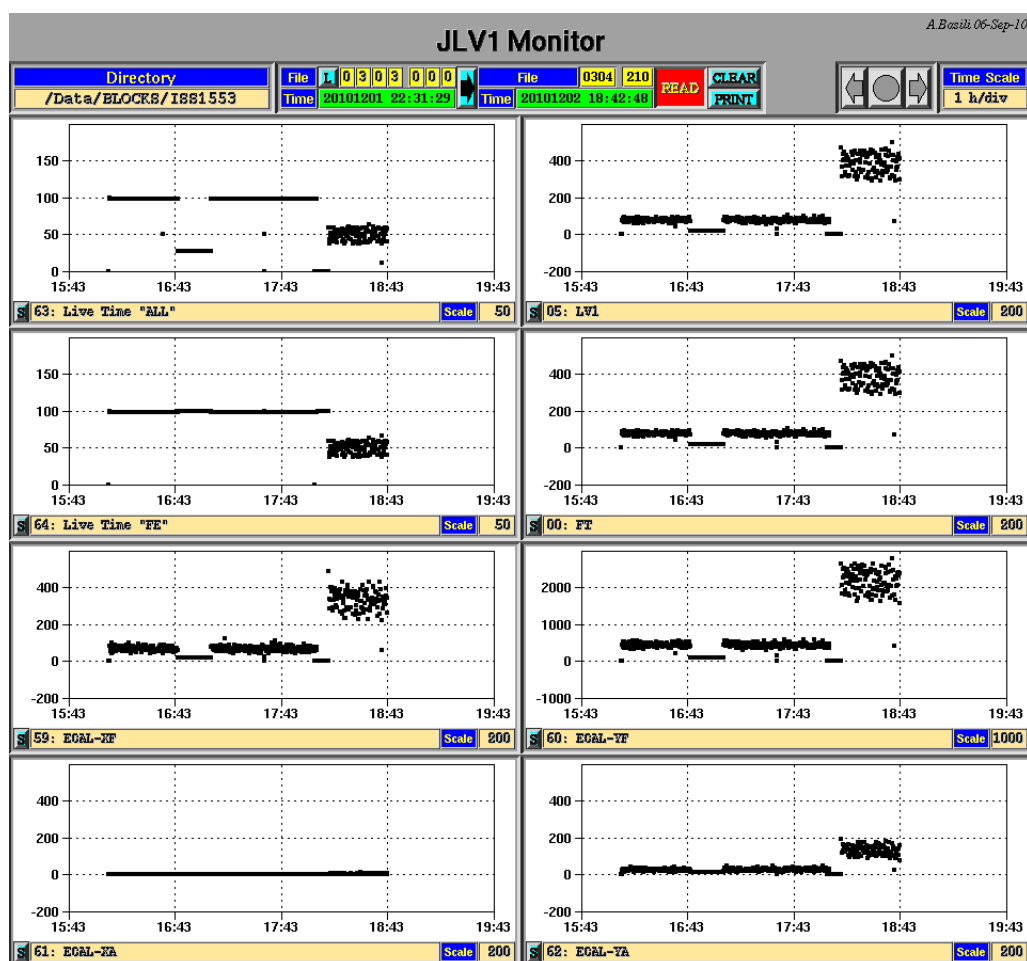 A.Basili 06-Sep-10
JLV1 Monitor
Directory
/Data/BLOCKS/ISS1553
File L 0 3 0 3 0 0 0 File 0304 210
Time 20101201 22:31:29 Time 20101202 18:42:48
READ
CLEAR
PRINT
Time Scale
1 h/div
150
100
50
0
15:43 16:43 17:43 18:43 19:43
S 63: Live Time "ALL" Scale 50
400
200
0
-200
15:43 16:43 17:43 18:43 19:43
S 05: LV1 Scale 200
150
100
50
0
15:43 16:43 17:43 18:43 19:43
S 64: Live Time "FE" Scale 50
400
200
0
-200
15:43 16:43 17:43 18:43 19:43
S 00: FT Scale 200
400
200
0
-200
15:43 16:43 17:43 18:43 19:43
S 59: ECAL-XF Scale 200
2000
1000
0
-1000
15:43 16:43 17:43 18:43 19:43
S 60: ECAL-YF Scale 1000
400
200
0
-200
15:43 16:43 17:43 18:43 19:43
S 61: ECAL-XA Scale 200
400
200
0
-200
15:43 16:43 17:43 18:43 19:43
S 62: ECAL-YA Scale 200